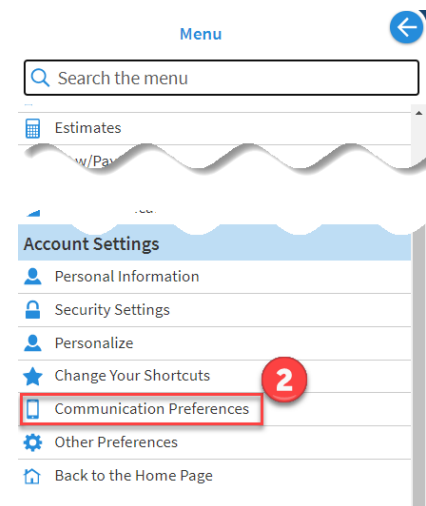 Menu
Search the menu
Estimates
Account Settings
Personal Information
Security Settings
Personalize
Change Your Shortcuts
2
Communication Preferences
Other Preferences
Back to the Home Page